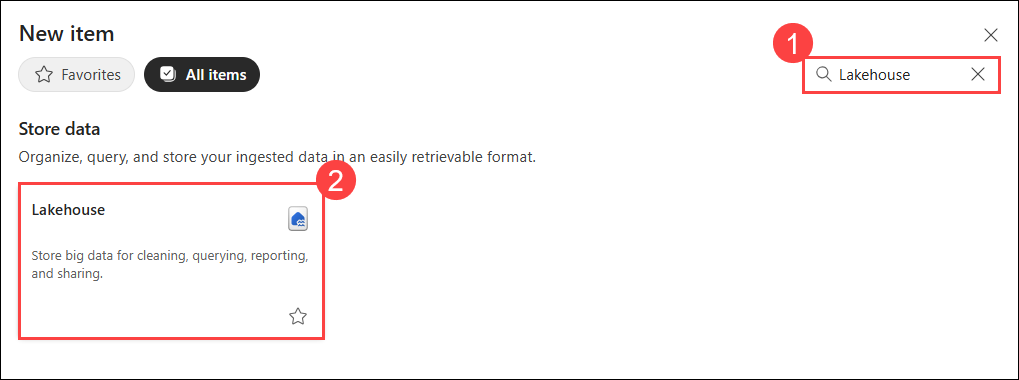 New item
1
Favorites
All items
Lakehouse
Store data
Organize, query, and store your ingested data in an easily retrievable format.
2
Lakehouse
Store big data for cleaning, querying, reporting,
and sharing.